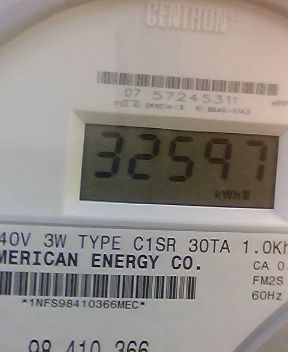 CENTRON®
07 57245311
32597
kWh
40V 3W TYPE C1SR 30TA 1.0Kh
MERICAN ENERGY CO.
CA 0.
FM2S
60Hz
*1NFS98410366MEC*
98 410 366